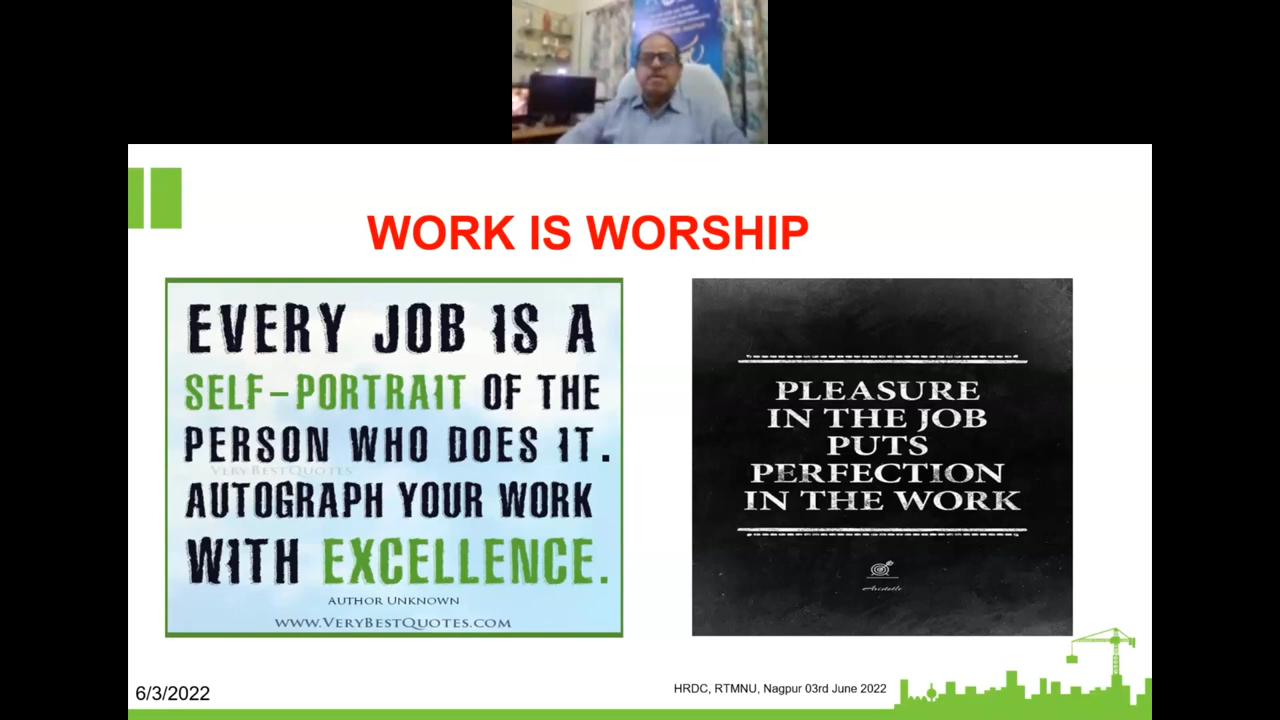 WORK IS WORSHIP
EVERY JOB IS A
SELF-PORTRAIT OF THE
PERSON WHO DOES IT.
VERYBESTQUOTES
AUTOGRAPH YOUR WORK
WITH EXCELLENCE.
AUTHOR UNKNOWN
WWW.VERYBESTQUOTES.COM
PLEASURE
IN THE JOB
PUTS
PERFECTION
IN THE WORK
Aristotle
6/3/2022
HRDC, RTMNU, Nagpur 03rd June 2022